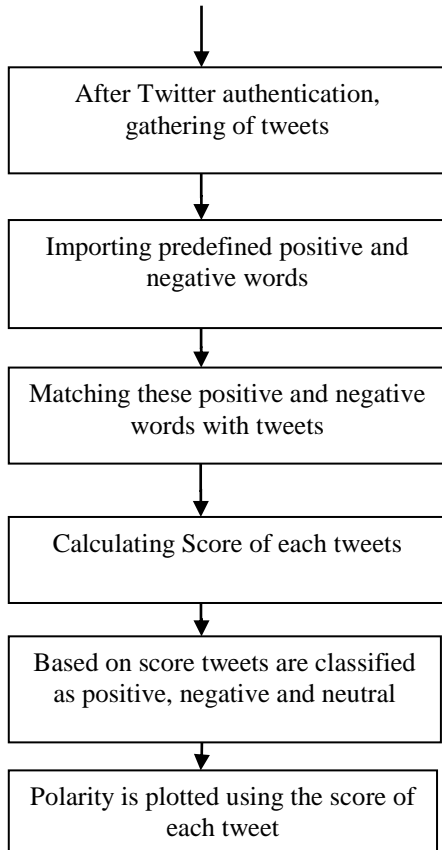 After Twitter authentication,
gathering of tweets
Importing predefined positive and
negative words
Matching these positive and negative
words with tweets
Calculating Score of each tweets
Based on score tweets are classified
as positive, negative and neutral
Polarity is plotted using the score of
each tweet